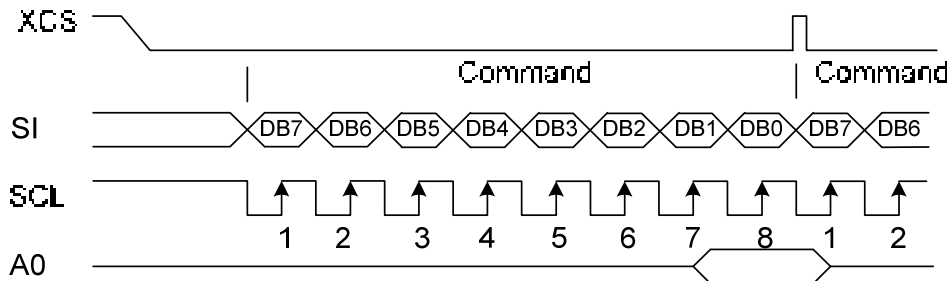 XCS
Command Command
SI DB7 DB6 DB5 DB4 DB3 DB2 DB1 DB0 DB7 DB6
SCL
1 2 3 4 5 6 7 8 1 2
A0